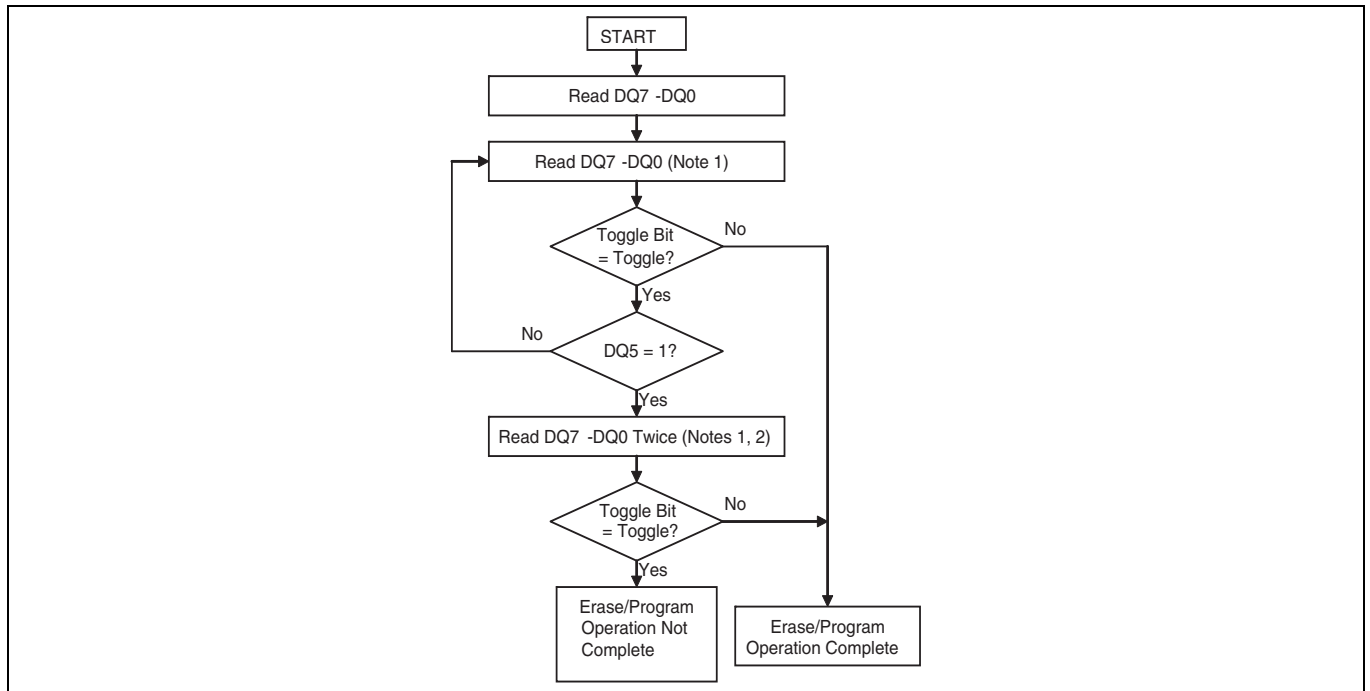 START
Read DQ7 -DQ0
Read DQ7 -DQ0 (Note 1)
Toggle Bit
= Toggle?
No
Yes
No
DQ5 = 1?
Yes
Read DQ7 -DQ0 Twice (Notes 1, 2)
Toggle Bit
= Toggle?
No
Yes
Erase/Program
Operation Not
Complete
Erase/Program
Operation Complete